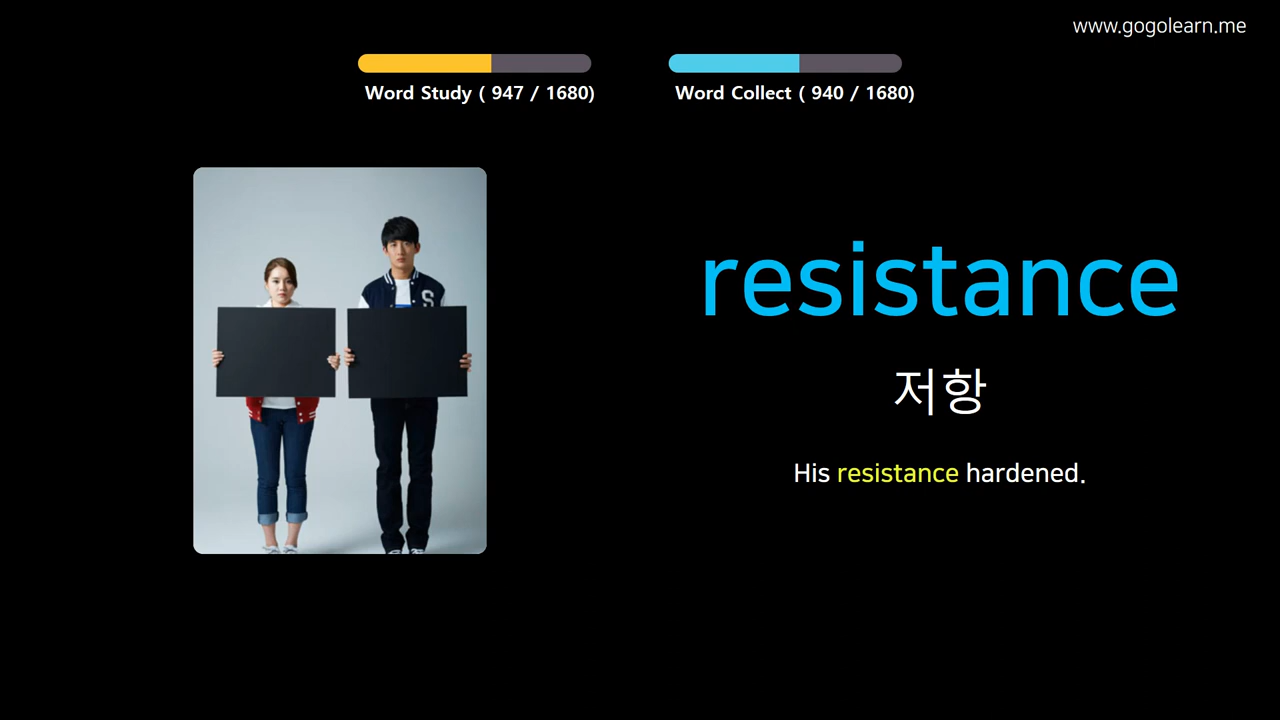 www.gogolearn.me
Word Study ( 947 / 1680)
Word Collect ( 940 / 1680)
S
resistance
저항
His resistance hardened.